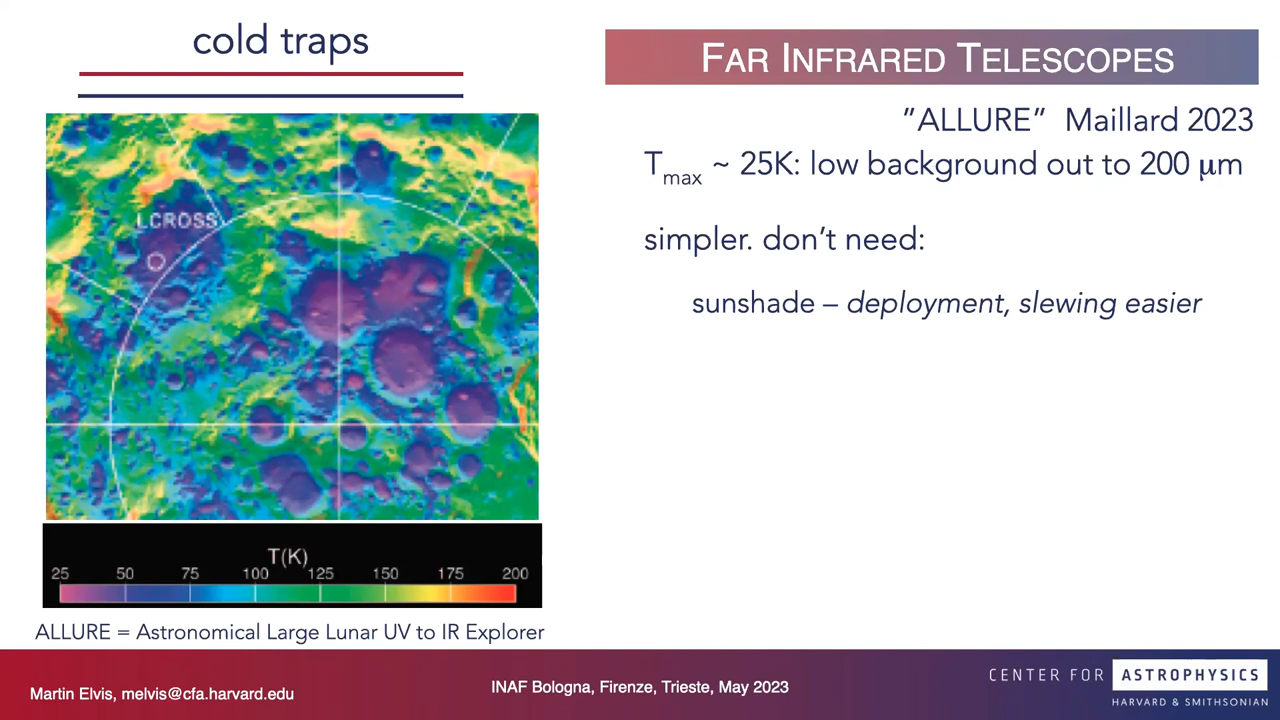 cold traps
FAR INFRARED TELESCOPES
"ALLURE" Maillard 2023
Tmax ~ 25K: low background out to 200 μm
simpler. don't need:
sunshade – deployment, slewing easier
LCROSS
T(K)
25 50 75 100 125 150 175 200
ALLURE = Astronomical Large Lunar UV to IR Explorer
Martin Elvis, melvis@cfa.harvard.edu
INAF Bologna, Firenze, Trieste, May 2023
CENTER FOR ASTROPHYSICS
HARVARD & SMITHSONIAN